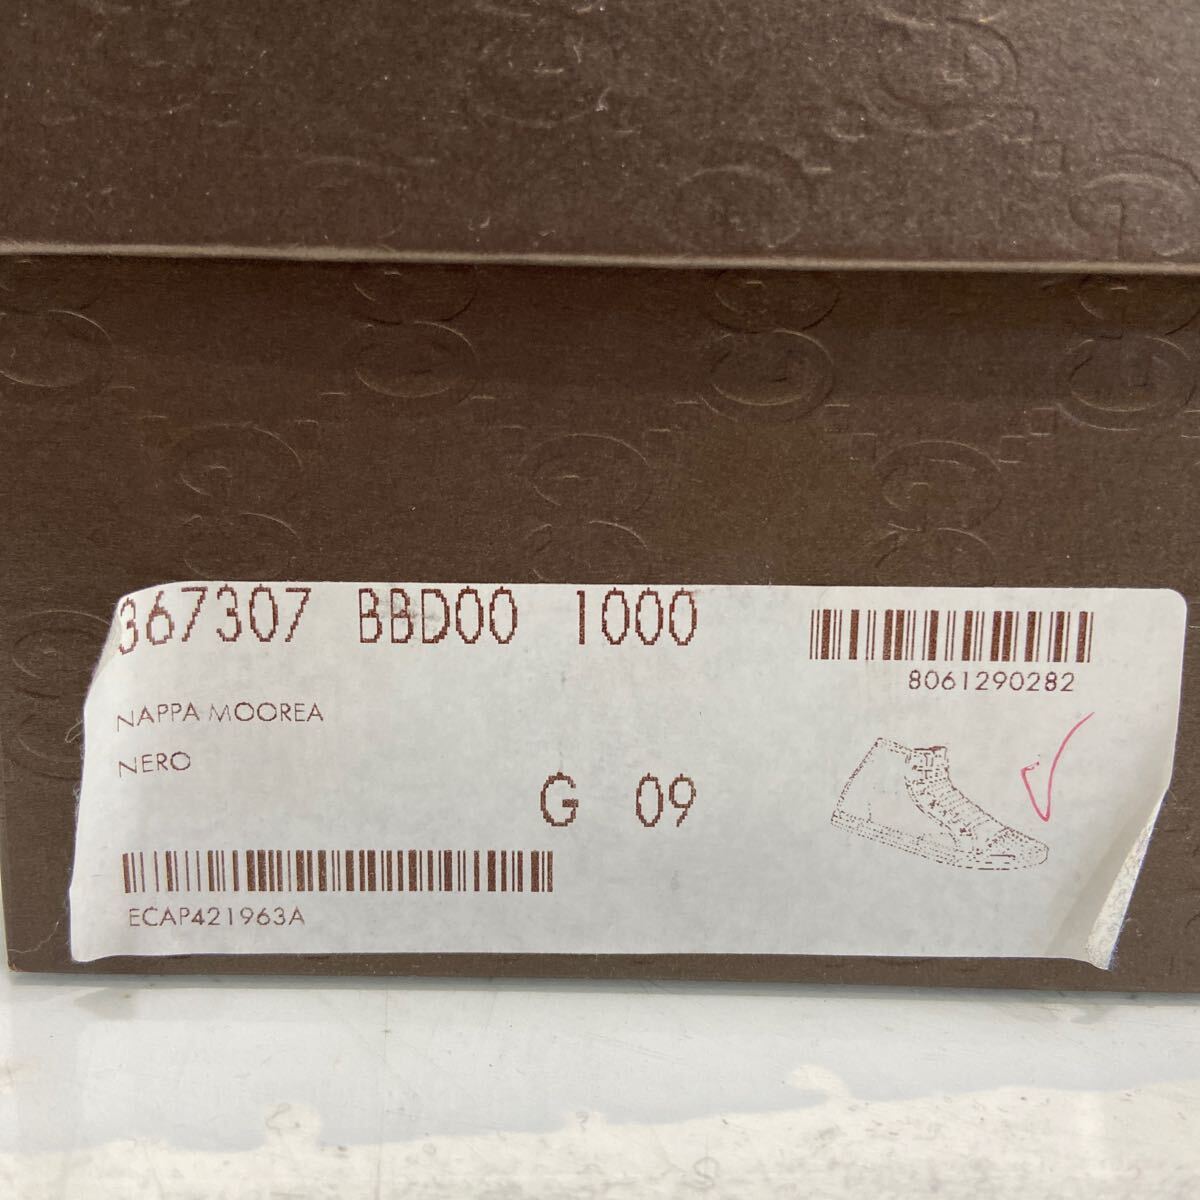 367307 BBD00 1000
8061290282
NAPPA MOOREA
NERO
G 09
ECAP421963A